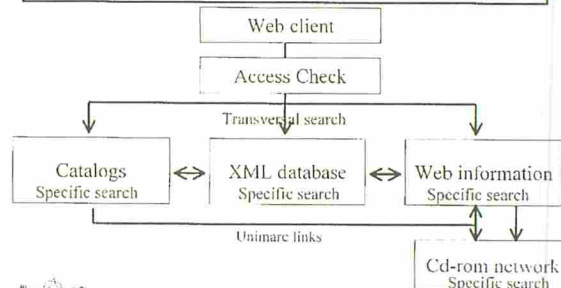 Web client
Access Check
Transversal search
Catalogs
Specific search
XML database
Specific search
Web information
Specific search
Unimarc links
Cd-rom network
Specific search